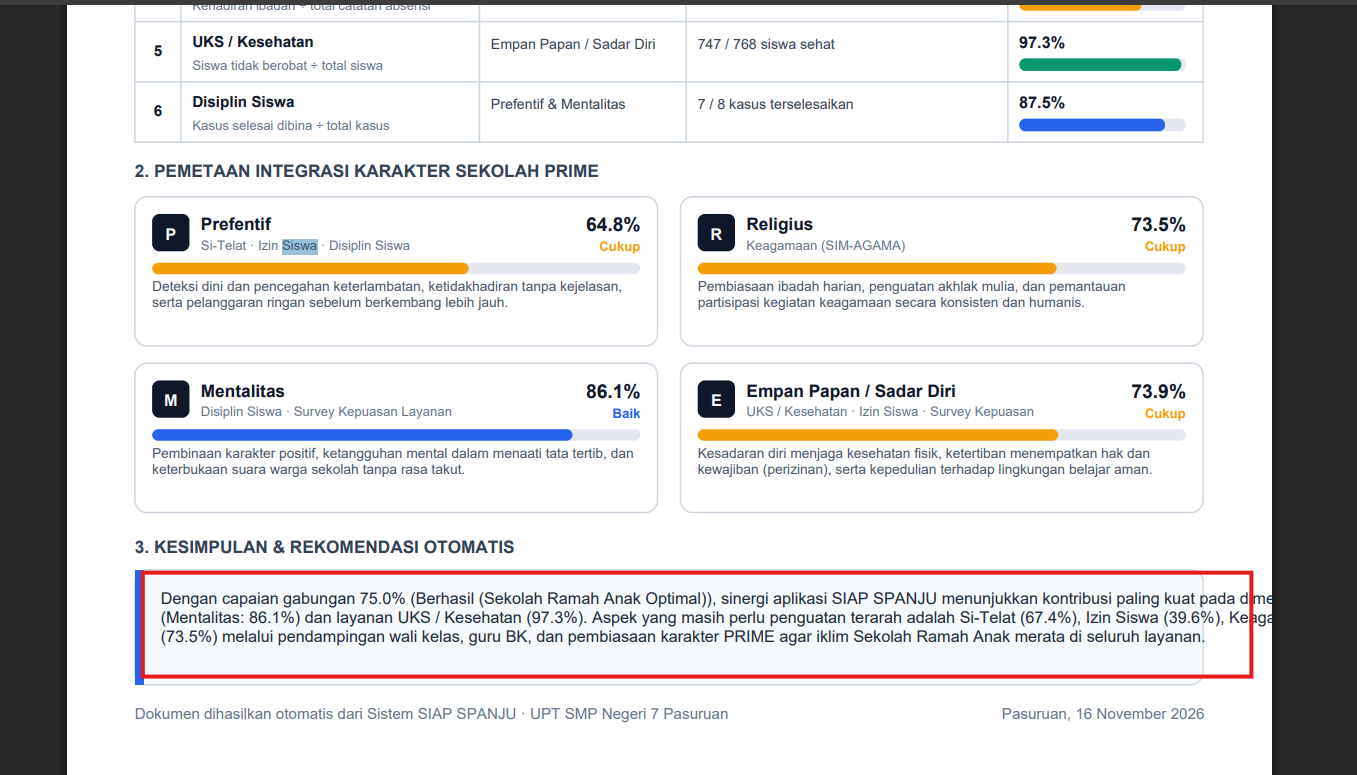 Kehadiran ibadah ÷ total catatan absensi
5
UKS / Kesehatan
Siswa tidak berobat ÷ total siswa
Empan Papan / Sadar Diri
747 / 768 siswa sehat
97.3%
6
Disiplin Siswa
Kasus selesai dibina ÷ total kasus
Prefentif & Mentalitas
7 / 8 kasus terselesaikan
87.5%
2. PEMETAAN INTEGRASI KARAKTER SEKOLAH PRIME
P
Prefentif
Si-Telat · Izin Siswa · Disiplin Siswa
64.8%
Cukup
Deteksi dini dan pencegahan keterlambatan, ketidakhadiran tanpa kejelasan,
serta pelanggaran ringan sebelum berkembang lebih jauh.
R
Religius
Keagamaan (SIM-AGAMA)
73.5%
Cukup
Pembiasaan ibadah harian, penguatan akhlak mulia, dan pemantauan
partisipasi kegiatan keagamaan secara konsisten dan humanis.
M
Mentalitas
Disiplin Siswa · Survey Kepuasan Layanan
86.1%
Baik
Pembinaan karakter positif, ketangguhan mental dalam menaati tata tertib, dan
keterbukaan suara warga sekolah tanpa rasa takut.
E
Empan Papan / Sadar Diri
UKS / Kesehatan · Izin Siswa · Survey Kepuasan
73.9%
Cukup
Kesadaran diri menjaga kesehatan fisik, ketertiban menempatkan hak dan
kewajiban (perizinan), serta kepedulian terhadap lingkungan belajar aman.
3. KESIMPULAN & REKOMENDASI OTOMATIS
Dengan capaian gabungan 75.0% (Berhasil (Sekolah Ramah Anak Optimal)), sinergi aplikasi SIAP SPANJU menunjukkan kontribusi paling kuat pada dime
(Mentalitas: 86.1%) dan layanan UKS / Kesehatan (97.3%). Aspek yang masih perlu penguatan terarah adalah Si-Telat (67.4%), Izin Siswa (39.6%), Keaga
(73.5%) melalui pendampingan wali kelas, guru BK, dan pembiasaan karakter PRIME agar iklim Sekolah Ramah Anak merata di seluruh layanan.
Dokumen dihasilkan otomatis dari Sistem SIAP SPANJU · UPT SMP Negeri 7 Pasuruan
Pasuruan, 16 November 2026